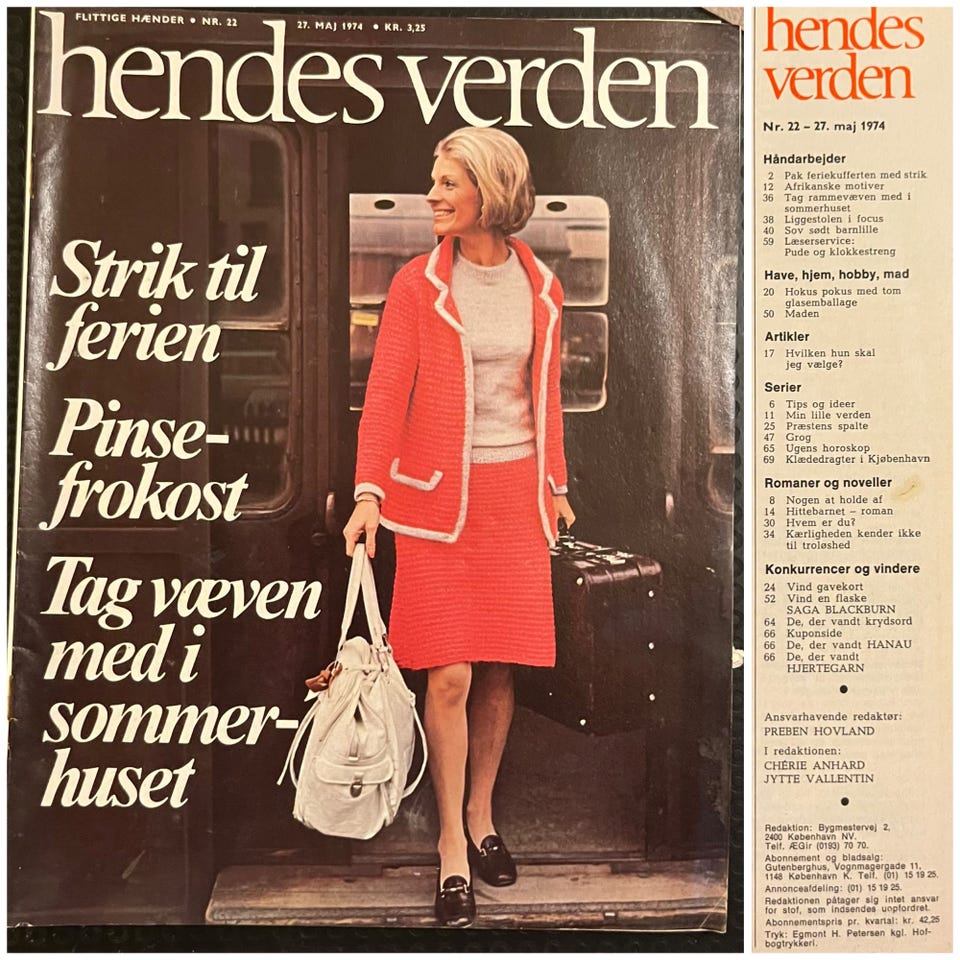 FLITTIGE HÆNDER • NR. 22
27. MAJ 1974 • KR. 3,25
hendes verden
Strik til
ferien
Pinse-
frokost
Tag væven
med i
sommer-
huset
hendes
verden
Nr. 22 – 27. maj 1974
Håndarbejder
2 Pak feriekufferten med strik
12 Afrikanske motiver
36 Tag rammevæven med i
sommerhuset
38 Liggestolen i focus
40 Sov sødt barnlille
59 Læserservice:
Pude og klokkestreng
Have, hjem, hobby, mad
20 Hokus pokus med tom
glasemballage
50 Maden
Artikler
17 Hvilken hun skal
jeg vælge?
Serier
6 Tips og ideer
11 Min lille verden
25 Præstens spalte
47 Grog
65 Ugens horoskop
69 Klædedragter i Kjøbenhavn
Romaner og noveller
8 Nogen at holde af
14 Hittebarnet – roman
30 Hvem er du?
34 Kærligheden kender ikke
til troløshed
Konkurrencer og vindere
24 Vind gavekort
52 Vind en flaske
SAGA BLACKBURN
64 De, der vandt krydsord
66 Kuponside
66 De, der vandt HANAU
66 De, der vandt
HJERTEGARN
Ansvarhavende redaktør:
PREBEN HOVLAND
I redaktionen:
CHÉRIE ANHARD
JYTTE VALLENTIN
Redaktion: Bygmestervej 2,
2400 København NV.
Telf. ÆGir (0193) 70 70.
Abonnement og bladsalg:
Gutenberghus, Vognmagergade 11,
1148 København K. Telf. (01) 15 19 25.
Annonceafdeling: (01) 15 19 25.
Redaktionen påtager sig intet ansvar
for stof, som indsendes uopfordret.
Abonnementspris pr. kvartal: kr. 42,25
Tryk: Egmont H. Petersen kgl. Hof-
bogtrykkeri.